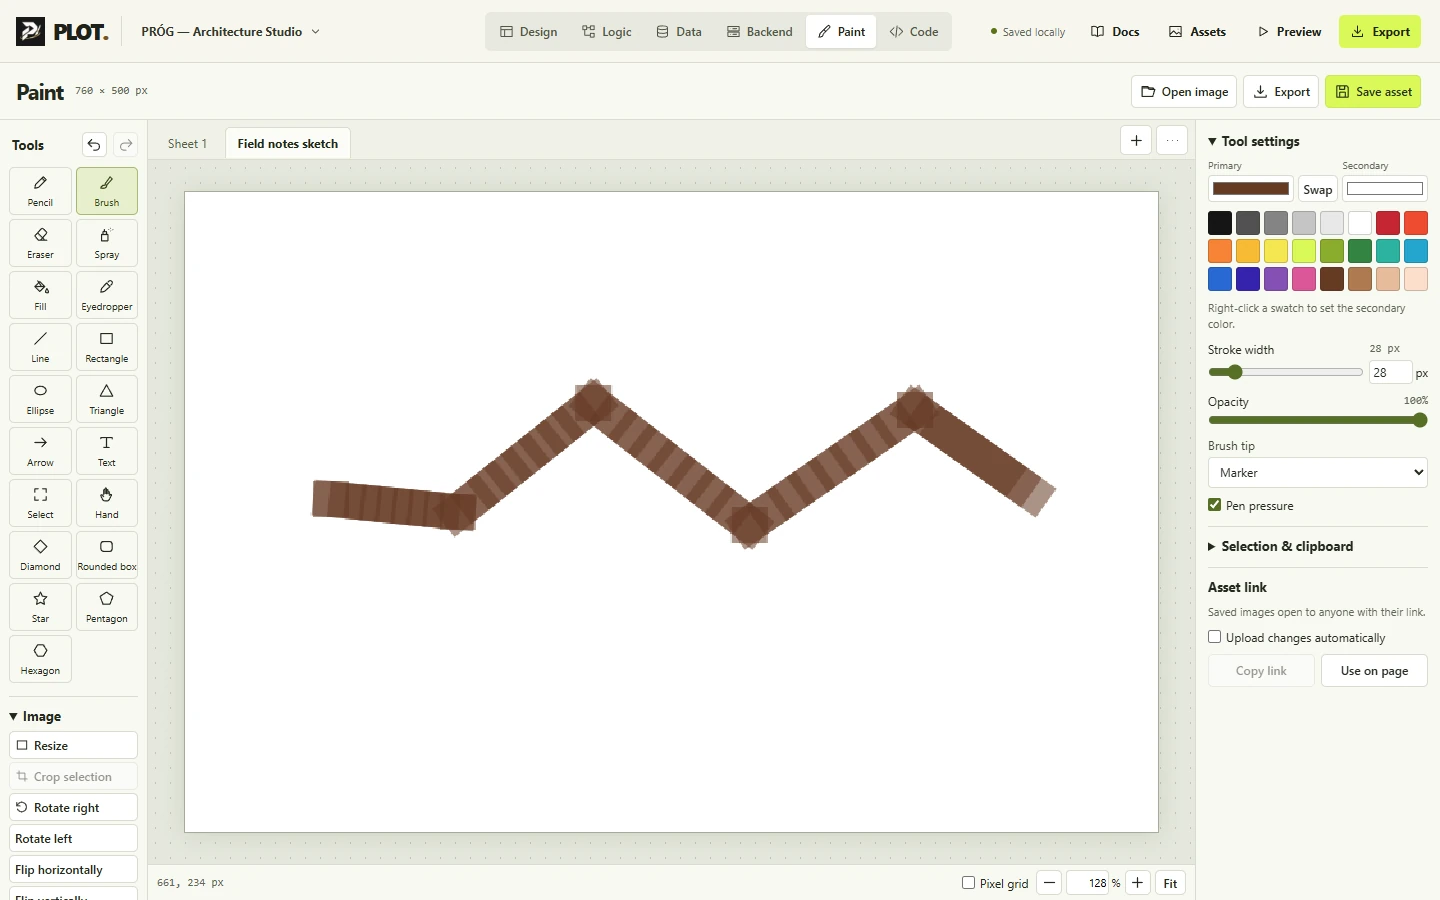 PLOT.
PRÓG — Architecture Studio
Design
Logic
Data
Backend
Paint
Code
Saved locally
Docs
Assets
Preview
Export
Paint
760 × 500 px
Open image
Export
Save asset
Tools
Pencil
Brush
Eraser
Spray
Fill
Eyedropper
Line
Rectangle
Ellipse
Triangle
Arrow
Text
Select
Hand
Diamond
Rounded box
Star
Pentagon
Hexagon
Image
Resize
Crop selection
Rotate right
Rotate left
Flip horizontally
Flip vertically
Sheet 1
Field notes sketch
661, 234 px
Pixel grid
128 %
Fit
Tool settings
Primary
Secondary
Swap
Right-click a swatch to set the secondary
color.
Stroke width
28 px
28 px
Opacity
100%
Brush tip
Marker
Pen pressure
Selection & clipboard
Asset link
Saved images open to anyone with their link.
Upload changes automatically
Copy link
Use on page